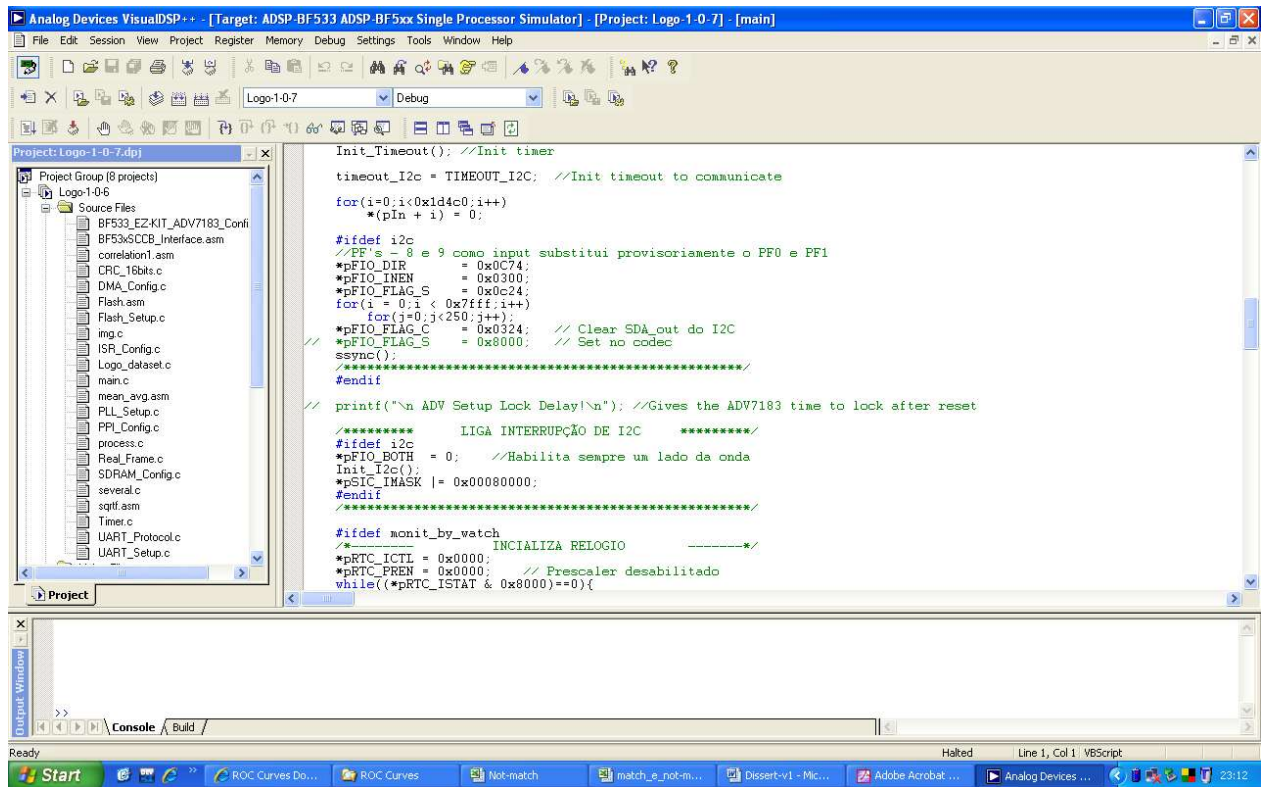 Analog Devices VisualDSP++ - [Target: ADSP-BF533 ADSP-BF5xx Single Processor Simulator] - [Project: Logo-1-0-7] - [main]
File Edit Session View Project Register Memory Debug Settings Tools Window Help
Logo-1-0-7 Debug
Project: Logo-1-0-7.dpj
Project Group (8 projects)
Logo-1-0-6
Source Files
BF533_EZ-KIT_ADV7183_Confi
BF53xSCCB_Interface.asm
correlation1.asm
CRC_16bits.c
DMA_Config.c
Flash.asm
Flash_Setup.c
img.c
ISR_Config.c
Logo_dataset.c
main.c
mean_avg.asm
PLL_Setup.c
PPI_Config.c
process.c
Real_Frame.c
SDRAM_Config.c
several.c
sqrtf.asm
Timer.c
UART_Protocol.c
UART_Setup.c
Project
Init_Timeout(); //Init timer
timeout_I2c = TIMEOUT_I2C; //Init timeout to communicate
for(i=0;i<0x1d4c0;i++)
*(pIn + i) = 0;
#ifdef i2c
//PF's - 8 e 9 como input substitui provisoriamente o PF0 e PF1
*pFIO_DIR = 0x0C74;
*pFIO_INEN = 0x0300;
*pFIO_FLAG_S = 0x0c24;
for(i = 0;i < 0x7fff;i++)
for(j=0;j<250;j++);
*pFIO_FLAG_C = 0x0324; // Clear SDA_out do I2C
// *pFIO_FLAG_S = 0x8000; // Set no codec
ssync();
/***************************************************/
#endif
// printf("\n ADV Setup Lock Delay!\n"); //Gives the ADV7183 time to lock after reset
/********* LIGA INTERRUPÇÃO DE I2C *********/
#ifdef i2c
*pFIO_BOTH = 0; //Habilita sempre um lado da onda
Init_I2c();
*pSIC_IMASK |= 0x00080000;
#endif
/***************************************************/
#ifdef monit_by_watch
/*-------- INCIALIZA RELOGIO -------*/
*pRTC_ICTL = 0x0000;
*pRTC_PREN = 0x0000; // Prescaler desabilitado
while((*pRTC_ISTAT & 0x8000)==0){
Output Window
>>
Console Build
Ready Halted Line 1, Col 1 VBScript
Start ROC Curves Do... ROC Curves Not-match match_e_not-m... Dissert-v1 - Mic... Adobe Acrobat ... Analog Devices ... 23:12